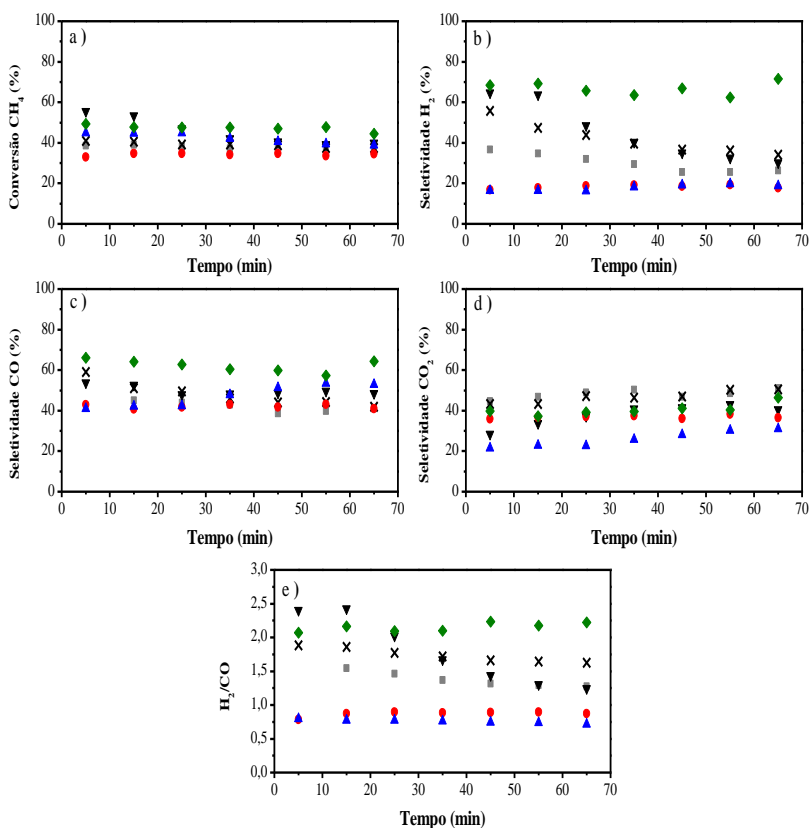 a )
Conversão CH4 (%)
100
80
60
40
20
0
0 10 20 30 40 50 60 70
Tempo (min)
b )
Seletividade H2 (%)
100
80
60
40
20
0
0 10 20 30 40 50 60 70
Tempo (min)
c )
Seletividade CO (%)
100
80
60
40
20
0
0 10 20 30 40 50 60 70
Tempo (min)
d )
Seletividade CO2 (%)
100
80
60
40
20
0
0 10 20 30 40 50 60 70
Tempo (min)
e )
H2/CO
3,0
2,5
2,0
1,5
1,0
0,5
0,0
0 10 20 30 40 50 60 70
Tempo (min)